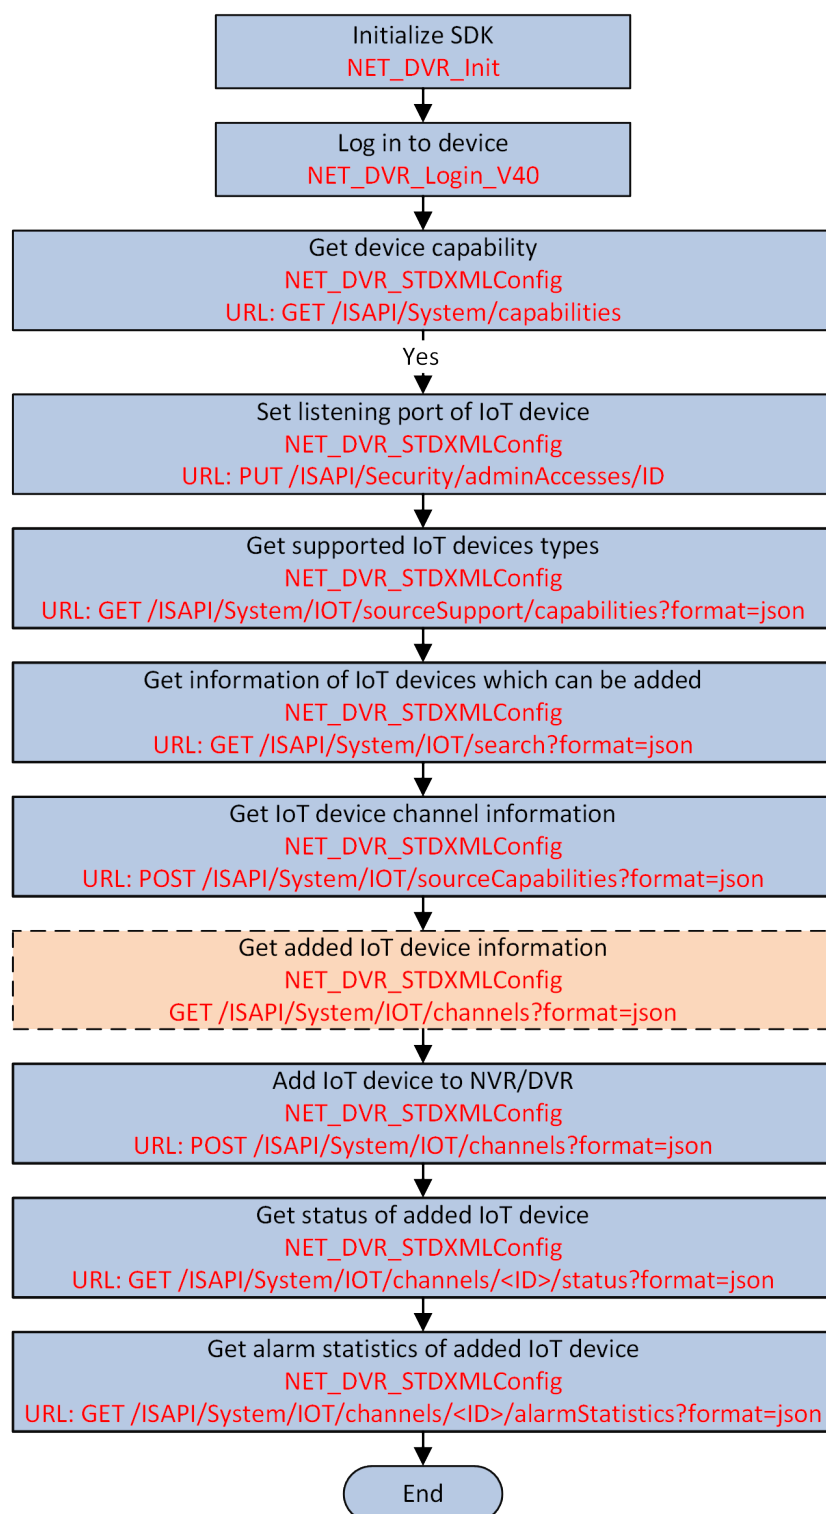 Initialize SDK
NET_DVR_Init
Log in to device
NET_DVR_Login_V40
Get device capability
NET_DVR_STDXMLConfig
URL: GET /ISAPI/System/capabilities
Yes
Set listening port of IoT device
NET_DVR_STDXMLConfig
URL: PUT /ISAPI/Security/adminAccesses/ID
Get supported IoT devices types
NET_DVR_STDXMLConfig
URL: GET /ISAPI/System/IOT/sourceSupport/capabilities?format=json
Get information of IoT devices which can be added
NET_DVR_STDXMLConfig
URL: GET /ISAPI/System/IOT/search?format=json
Get IoT device channel information
NET_DVR_STDXMLConfig
URL: POST /ISAPI/System/IOT/sourceCapabilities?format=json
Get added IoT device information
NET_DVR_STDXMLConfig
GET /ISAPI/System/IOT/channels?format=json
Add IoT device to NVR/DVR
NET_DVR_STDXMLConfig
URL: POST /ISAPI/System/IOT/channels?format=json
Get status of added IoT device
NET_DVR_STDXMLConfig
URL: GET /ISAPI/System/IOT/channels/<ID>/status?format=json
Get alarm statistics of added IoT device
NET_DVR_STDXMLConfig
URL: GET /ISAPI/System/IOT/channels/<ID>/alarmStatistics?format=json
End